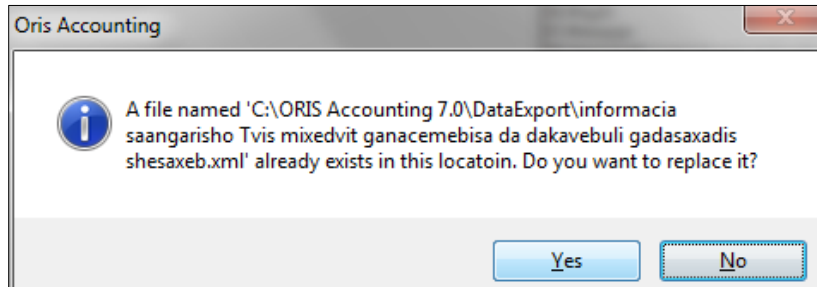 Oris Accounting
A file named 'C:\ORIS Accounting 7.0\DataExport\informacia
saangarisho Tvis mixedvit ganacemebisa da dakavebuli gadasaxadis
shesaxeb.xml' already exists in this locatoin. Do you want to replace it?
Yes
No